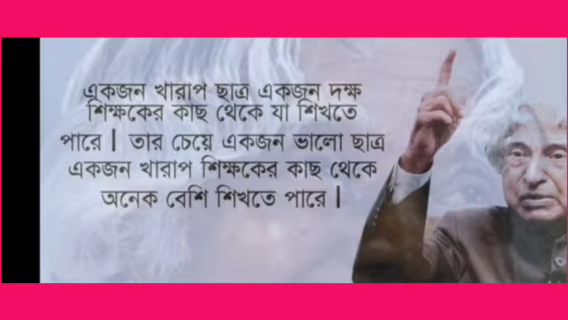 একজন খারাপ ছাত্র একজন দক্ষ
শিক্ষকের কাছ থেকে যা শিখতে
পারে | তার চেয়ে একজন ভালো ছাত্র
একজন খারাপ শিক্ষকের কাছ থেকে
অনেক বেশি শিখতে পারে |